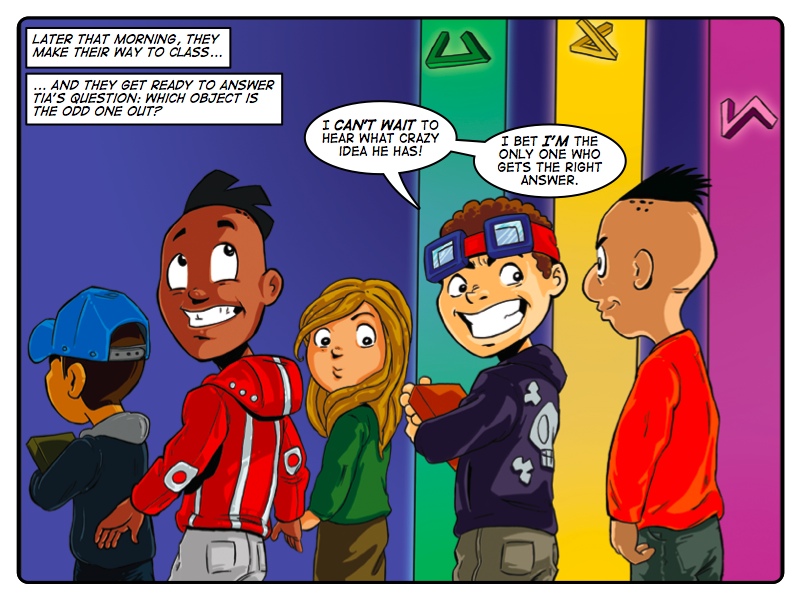 LATER THAT MORNING, THEY
MAKE THEIR WAY TO CLASS...
... AND THEY GET READY TO ANSWER
TIA'S QUESTION: WHICH OBJECT IS
THE ODD ONE OUT?
I CAN'T WAIT TO
HEAR WHAT CRAZY
IDEA HE HAS!
I BET I'M THE
ONLY ONE WHO
GETS THE RIGHT
ANSWER.